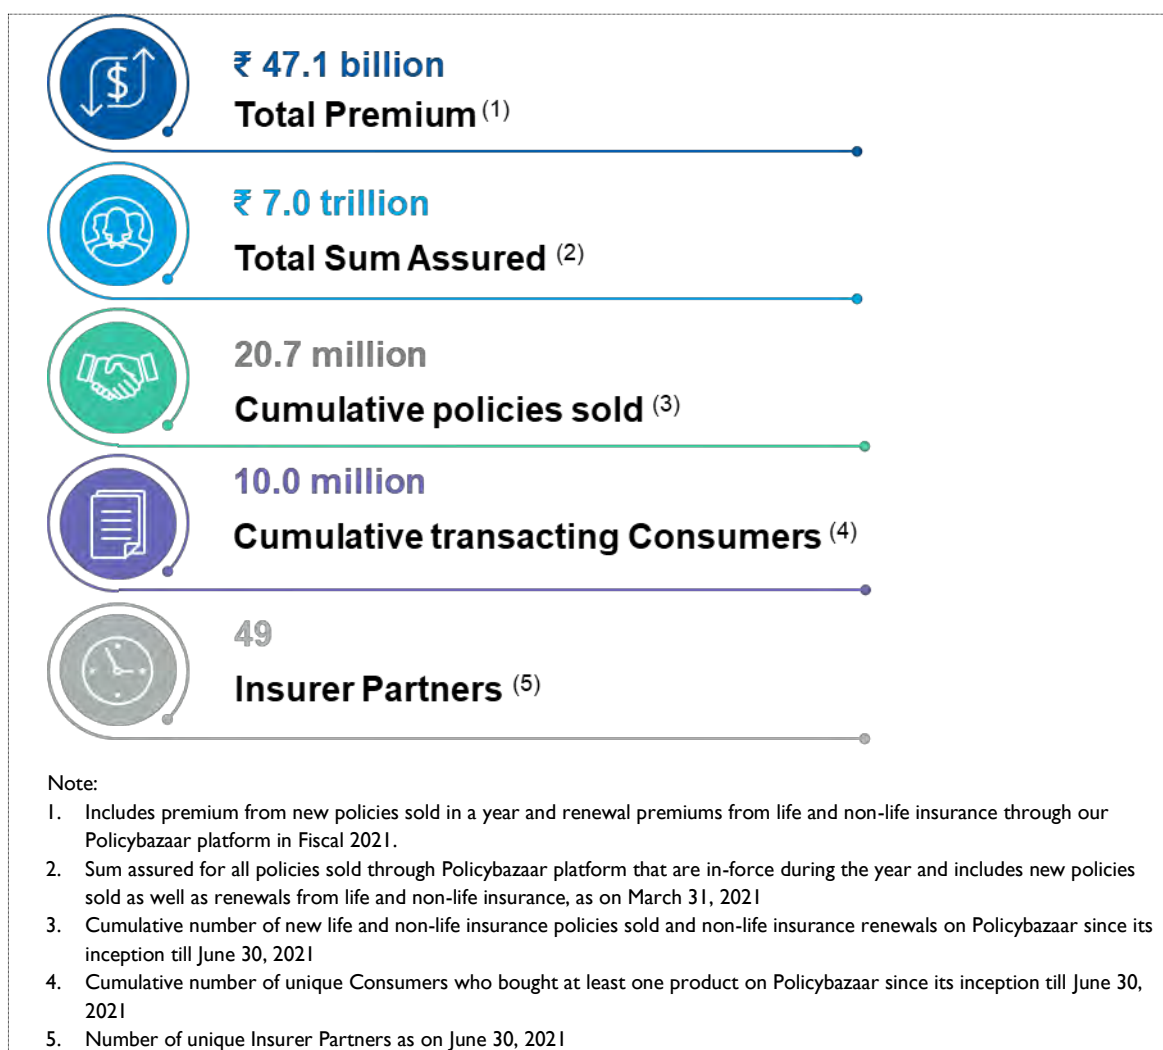 ₹ 47.1 billion
Total Premium (1)
₹ 7.0 trillion
Total Sum Assured (2)
20.7 million
Cumulative policies sold (3)
10.0 million
Cumulative transacting Consumers (4)
49
Insurer Partners (5)
Note:
1. Includes premium from new policies sold in a year and renewal premiums from life and non-life insurance through our
Policybazaar platform in Fiscal 2021.
2. Sum assured for all policies sold through Policybazaar platform that are in-force during the year and includes new policies
sold as well as renewals from life and non-life insurance, as on March 31, 2021
3. Cumulative number of new life and non-life insurance policies sold and non-life insurance renewals on Policybazaar since its
inception till June 30, 2021
4. Cumulative number of unique Consumers who bought at least one product on Policybazaar since its inception till June 30,
2021
5. Number of unique Insurer Partners as on June 30, 2021